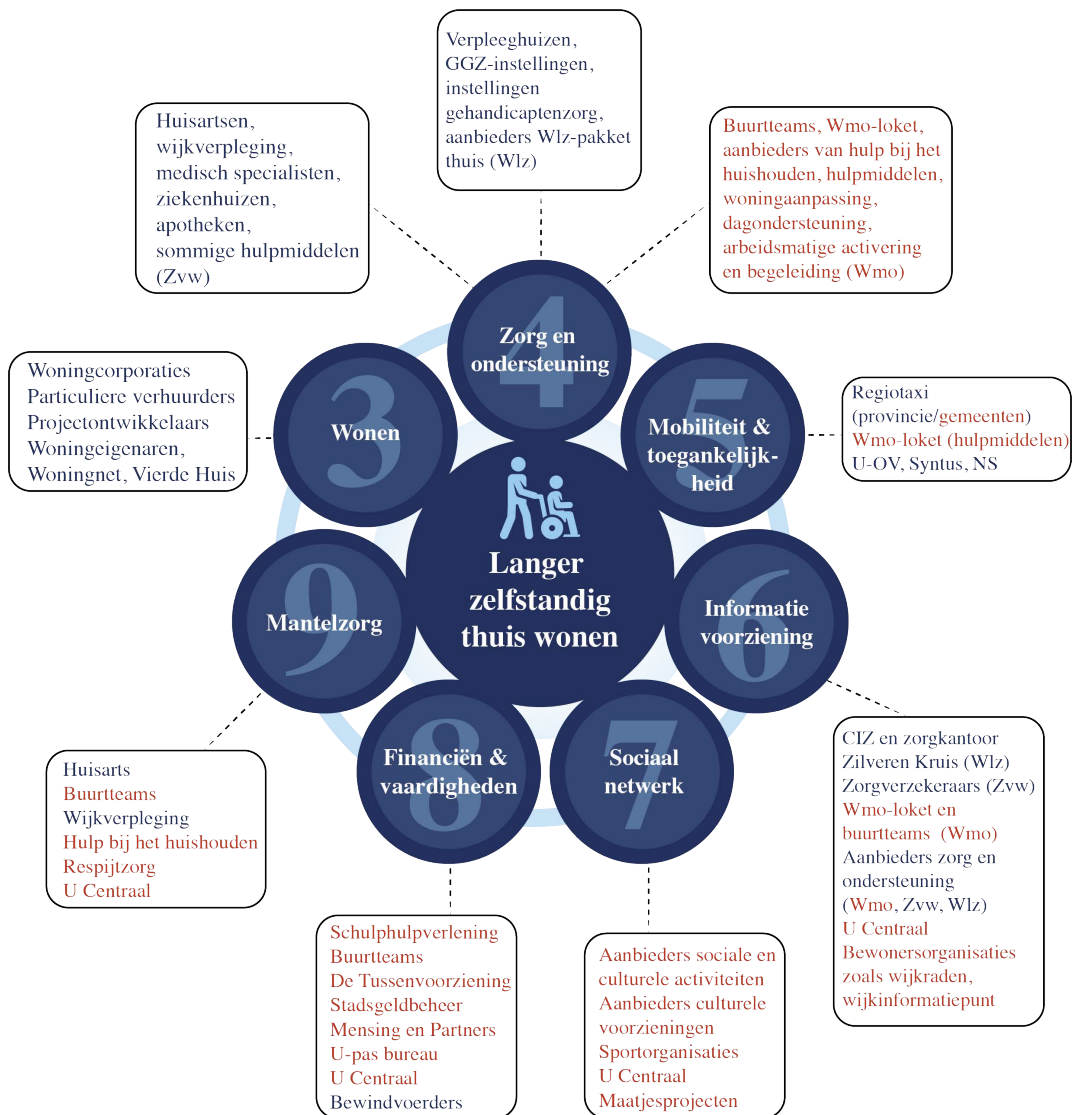 Verpleeghuizen,
GGZ-instellingen,
instellingen
gehandicaptenzorg,
aanbieders Wlz-pakket
thuis (Wlz)
Huisartsen,
wijkverpleging,
medisch specialisten,
ziekenhuizen,
apotheken,
sommige hulpmiddelen
(Zvw)
Buurtteams, Wmo-loket,
aanbieders van hulp bij het
huishouden, hulpmiddelen,
woningaanpassing,
dagondersteuning,
arbeidsmatige activering
en begeleiding (Wmo)
4
Zorg en
ondersteuning
Woningcorporaties
Particuliere verhuurders
Projectontwikkelaars
Woningeigenaren,
Woningnet, Vierde Huis
3
Wonen
5
Mobiliteit &
toegankelijk-
heid
Regiotaxi
(provincie/gemeenten)
Wmo-loket (hulpmiddelen)
U-OV, Syntus, NS
Langer
zelfstandig
thuis wonen
9
Mantelzorg
6
Informatie
voorziening
8
Financiën &
vaardigheden
7
Sociaal
netwerk
Huisarts
Buurtteams
Wijkverpleging
Hulp bij het huishouden
Respijtzorg
U Centraal
CIZ en zorgkantoor
Zilveren Kruis (Wlz)
Zorgverzekeraars (Zvw)
Wmo-loket en
buurtteams (Wmo)
Aanbieders zorg en
ondersteuning
(Wmo, Zvw, Wlz)
U Centraal
Bewonersorganisaties
zoals wijkraden,
wijkinformatiepunt
Schulphulpverlening
Buurtteams
De Tussenvoorziening
Stadsgeldbeheer
Mensing en Partners
U-pas bureau
U Centraal
Bewindvoerders
Aanbieders sociale en
culturele activiteiten
Aanbieders culturele
voorzieningen
Sportorganisaties
U Centraal
Maatjesprojecten